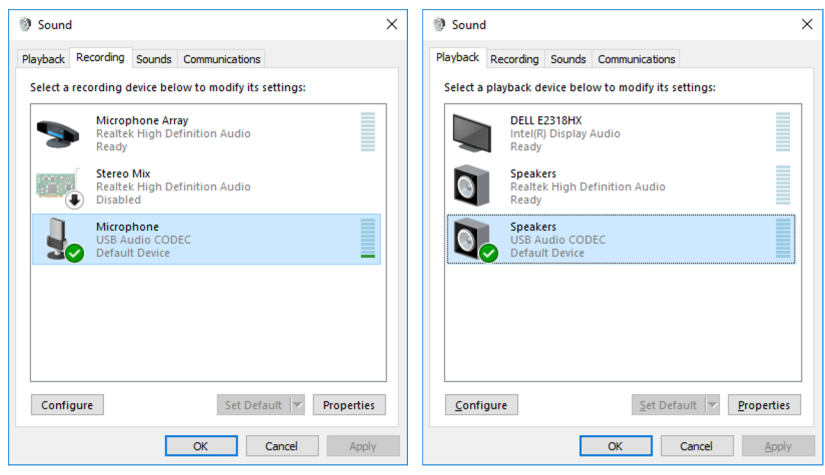 Sound
Playback Recording Sounds Communications
Select a recording device below to modify its settings:
Microphone Array
Realtek High Definition Audio
Ready
Stereo Mix
Realtek High Definition Audio
Disabled
Microphone
USB Audio CODEC
Default Device
Configure Set Default Properties
OK Cancel Apply
Sound
Playback Recording Sounds Communications
Select a playback device below to modify its settings:
DELL E2318HX
Intel(R) Display Audio
Ready
Speakers
Realtek High Definition Audio
Ready
Speakers
USB Audio CODEC
Default Device
Configure Set Default Properties
OK Cancel Apply